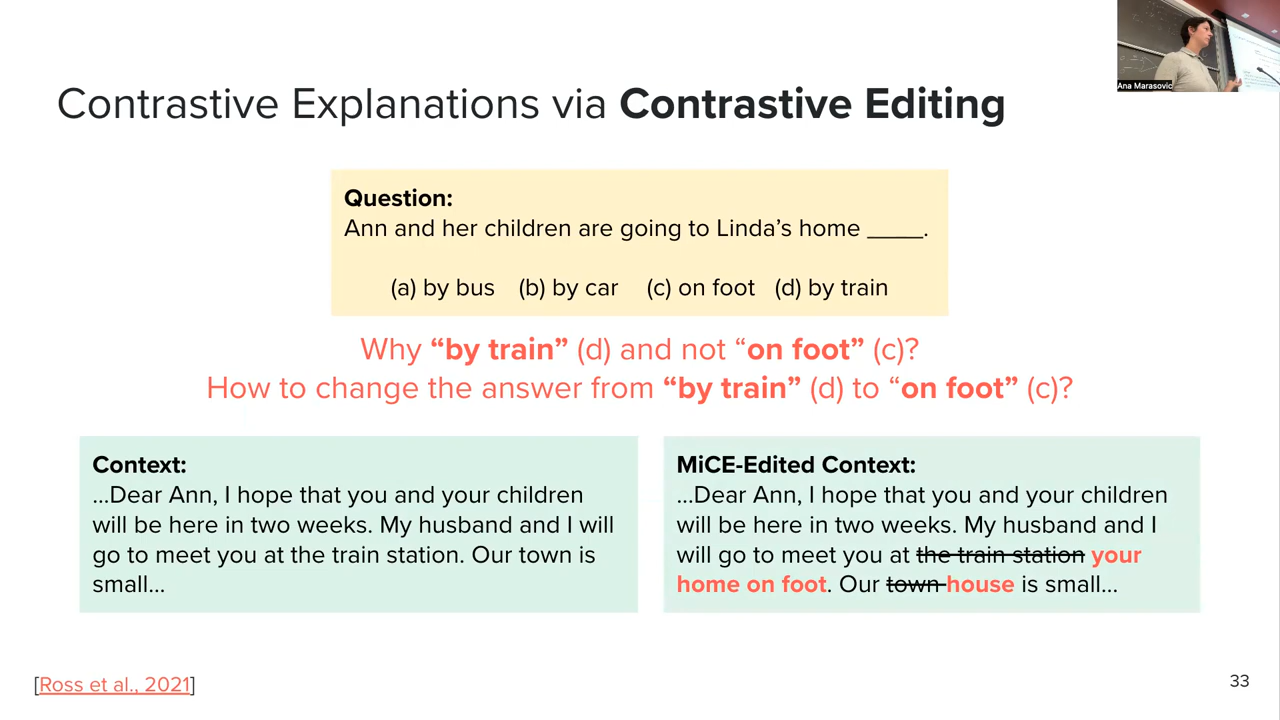 Ana Marasovic
Contrastive Explanations via Contrastive Editing
Question:
Ann and her children are going to Linda’s home ____.
(a) by bus (b) by car (c) on foot (d) by train
Why “by train” (d) and not “on foot” (c)?
How to change the answer from “by train” (d) to “on foot” (c)?
Context:
...Dear Ann, I hope that you and your children
will be here in two weeks. My husband and I will
go to meet you at the train station. Our town is
small...
MiCE-Edited Context:
...Dear Ann, I hope that you and your children
will be here in two weeks. My husband and I
will go to meet you at the train station your
home on foot. Our town house is small...
[Ross et al., 2021]
33